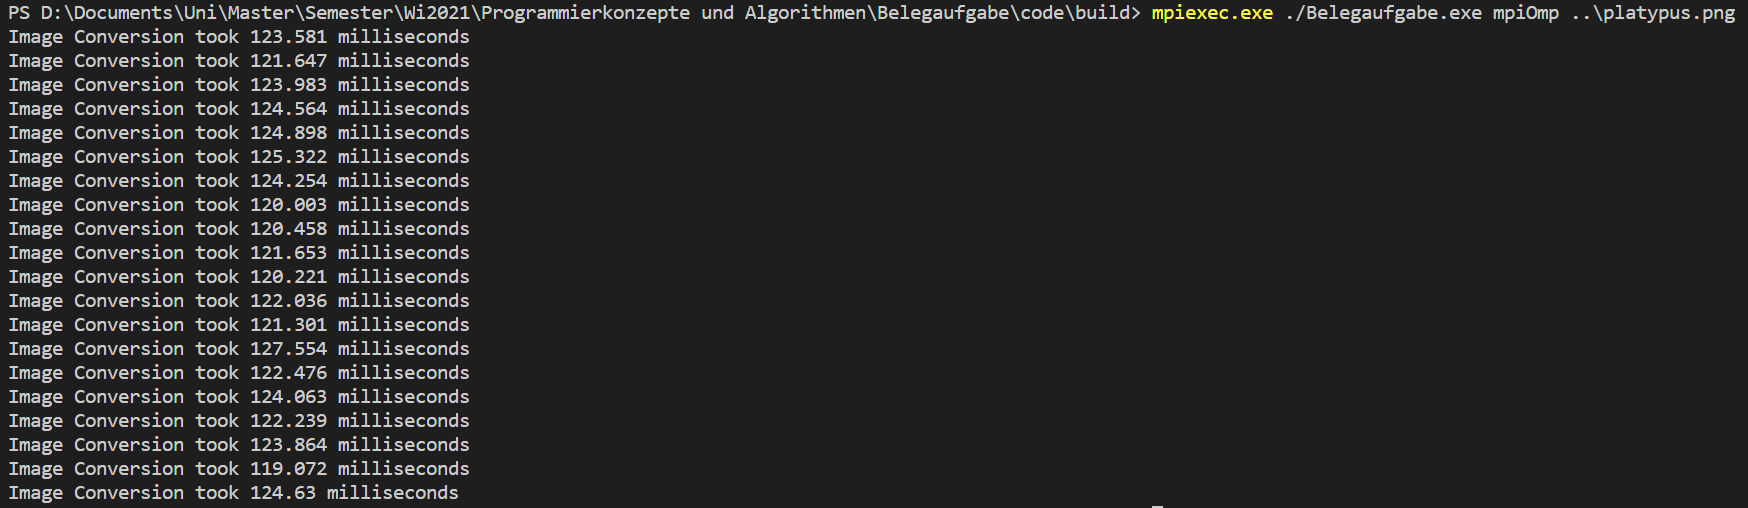 PS D:\Documents\Uni\Master\Semester\Wi2021\Programmierkonzepte und Algorithmen\Belegaufgabe\code\build> mpiexec.exe ./Belegaufgabe.exe mpiOmp ..\platypus.png
Image Conversion took 123.581 milliseconds
Image Conversion took 121.647 milliseconds
Image Conversion took 123.983 milliseconds
Image Conversion took 124.564 milliseconds
Image Conversion took 124.898 milliseconds
Image Conversion took 125.322 milliseconds
Image Conversion took 124.254 milliseconds
Image Conversion took 120.003 milliseconds
Image Conversion took 120.458 milliseconds
Image Conversion took 121.653 milliseconds
Image Conversion took 120.221 milliseconds
Image Conversion took 122.036 milliseconds
Image Conversion took 121.301 milliseconds
Image Conversion took 127.554 milliseconds
Image Conversion took 122.476 milliseconds
Image Conversion took 124.063 milliseconds
Image Conversion took 122.239 milliseconds
Image Conversion took 123.864 milliseconds
Image Conversion took 119.072 milliseconds
Image Conversion took 124.63 milliseconds